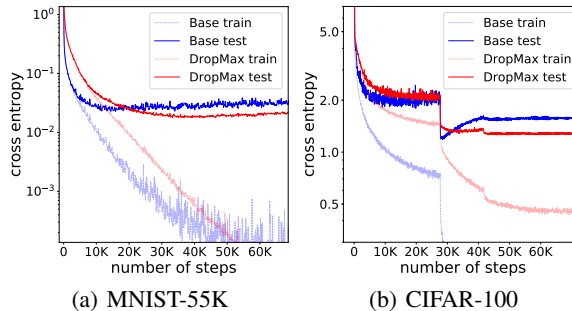 10⁰
10⁻¹
10⁻²
10⁻³
cross entropy
Base train
Base test
DropMax train
DropMax test
0 10K 20K 30K 40K 50K 60K
number of steps
(a) MNIST-55K
4.0
2.0
1.0
0.5
cross entropy
Base train
Base test
DropMax train
DropMax test
0 10K 20K 30K 40K 50K 60K
number of steps
(b) CIFAR-100